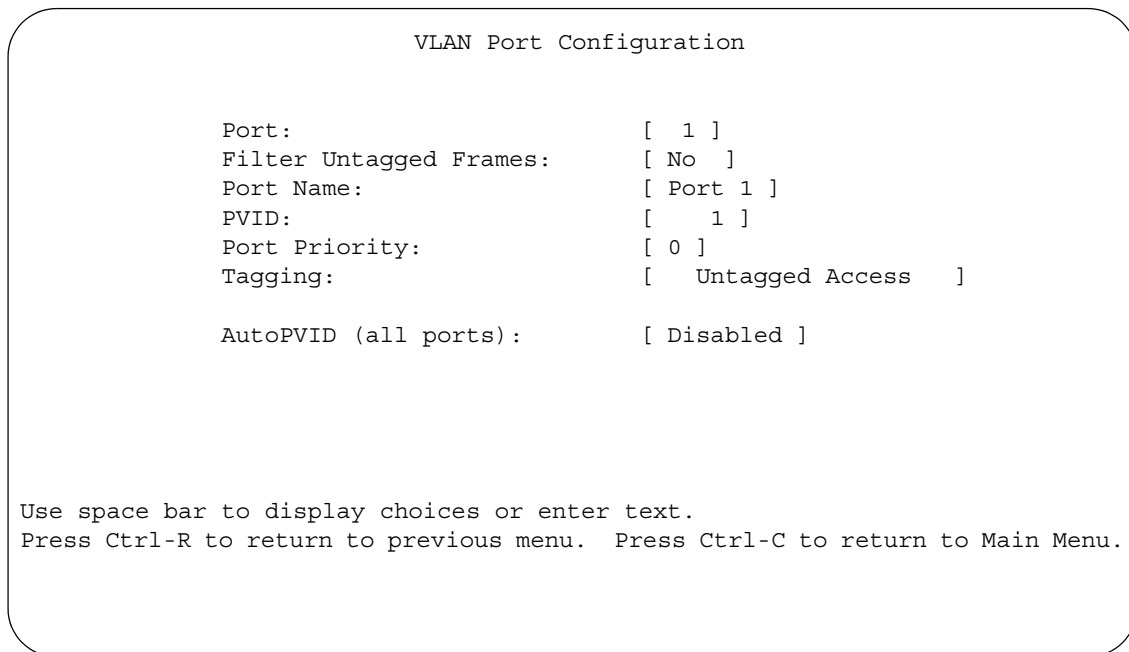 VLAN Port Configuration
Port: [ 1 ]
Filter Untagged Frames: [ No ]
Port Name: [ Port 1 ]
PVID: [ 1 ]
Port Priority: [ 0 ]
Tagging: [ Untagged Access ]
AutoPVID (all ports): [ Disabled ]
Use space bar to display choices or enter text.
Press Ctrl-R to return to previous menu. Press Ctrl-C to return to Main Menu.